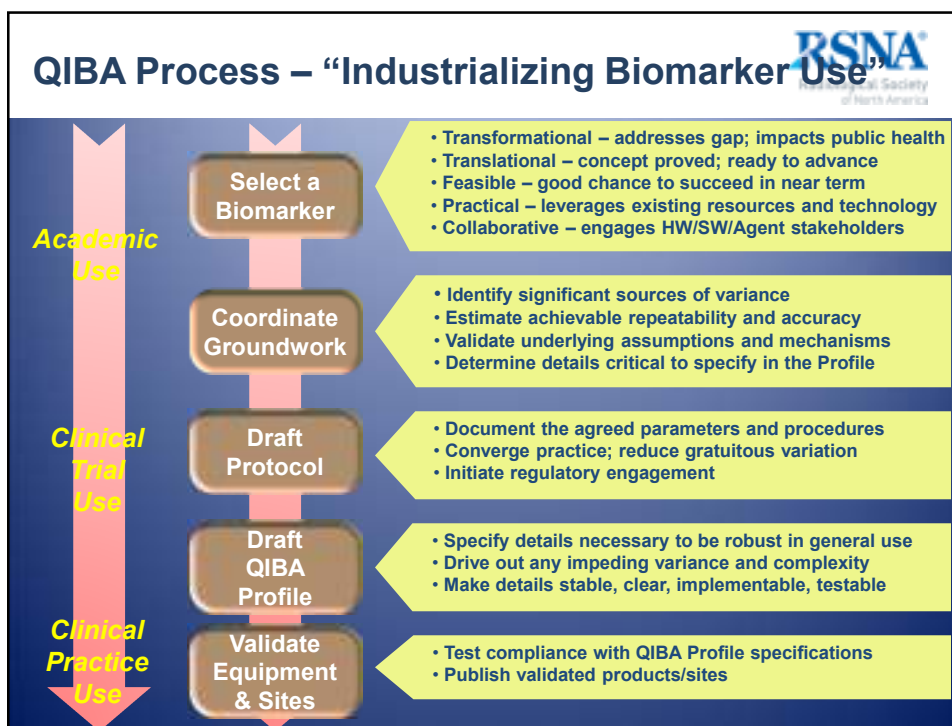 QIBA Process – “Industrializing Biomarker Use”
RSNA®
Radiological Society
of North America
Academic
Use
Clinical
Trial
Use
Clinical
Practice
Use
Select a
Biomarker
• Transformational – addresses gap; impacts public health
• Translational – concept proved; ready to advance
• Feasible – good chance to succeed in near term
• Practical – leverages existing resources and technology
• Collaborative – engages HW/SW/Agent stakeholders
Coordinate
Groundwork
• Identify significant sources of variance
• Estimate achievable repeatability and accuracy
• Validate underlying assumptions and mechanisms
• Determine details critical to specify in the Profile
Draft
Protocol
• Document the agreed parameters and procedures
• Converge practice; reduce gratuitous variation
• Initiate regulatory engagement
Draft
QIBA
Profile
• Specify details necessary to be robust in general use
• Drive out any impeding variance and complexity
• Make details stable, clear, implementable, testable
Validate
Equipment
& Sites
• Test compliance with QIBA Profile specifications
• Publish validated products/sites